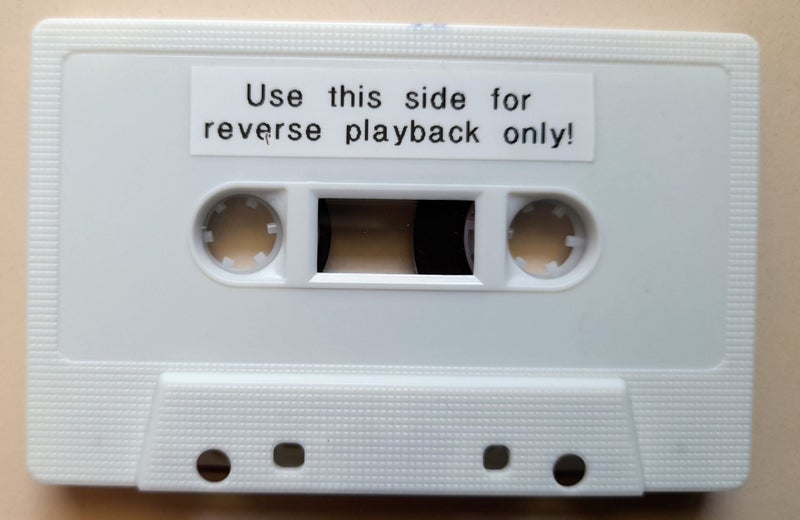 Use this side for
reverse playback only!